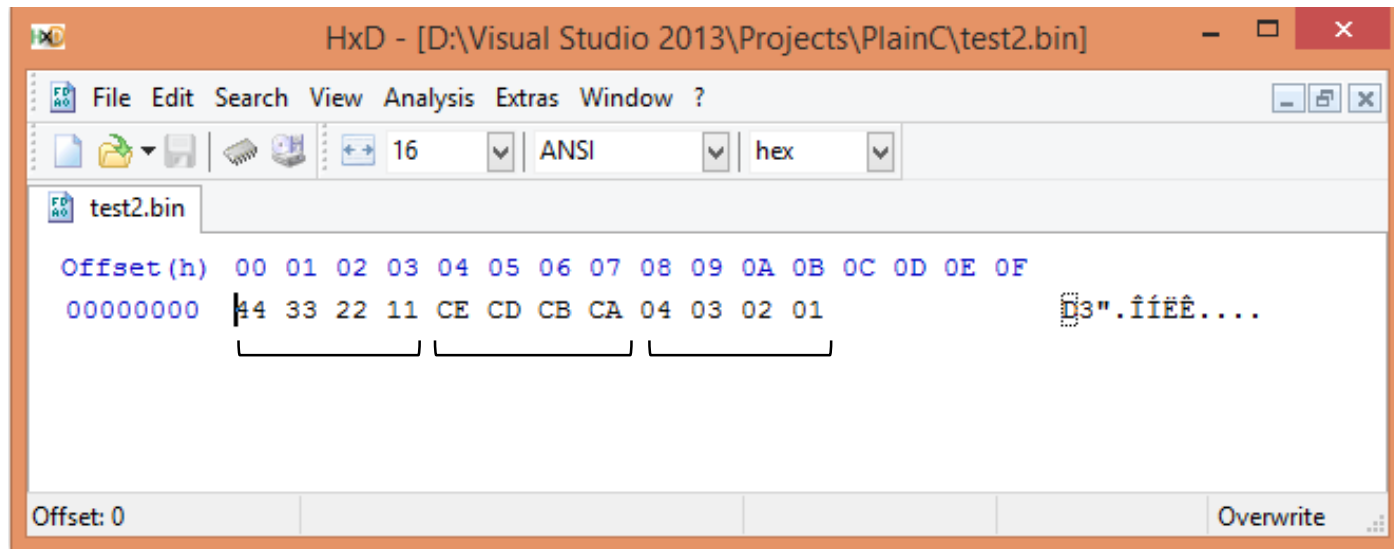 HxD - [D:\Visual Studio 2013\Projects\PlainC\test2.bin]
File Edit Search View Analysis Extras Window ?
16 ANSI hex
test2.bin
Offset(h) 00 01 02 03 04 05 06 07 08 09 0A 0B 0C 0D 0E 0F
00000000 44 33 22 11 CE CD CB CA 04 03 02 01 D3".ÎÍËÊ....
Offset: 0 Overwrite